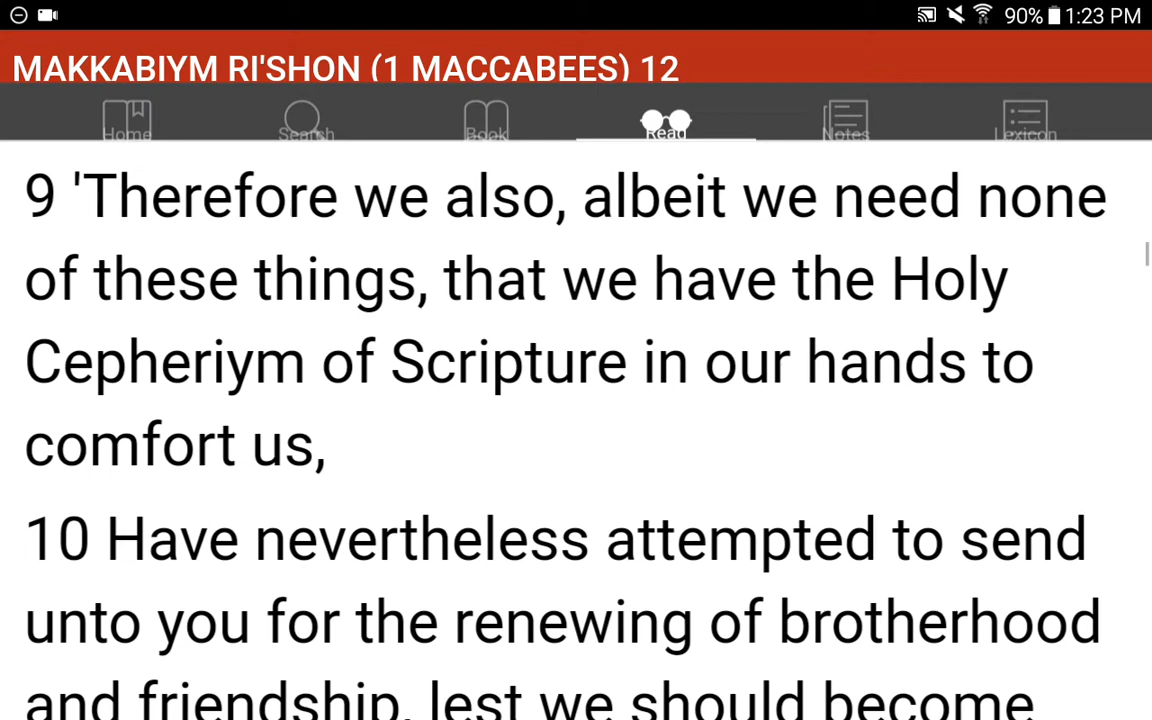 90% 1:23 PM
MAKKABIYM RI'SHON (1 MACCABEES) 12
Home Search Book Read Notes Lexicon
9 'Therefore we also, albeit we need none
of these things, that we have the Holy
Cepheriym of Scripture in our hands to
comfort us,
10 Have nevertheless attempted to send
unto you for the renewing of brotherhood
and friendship, lest we should become